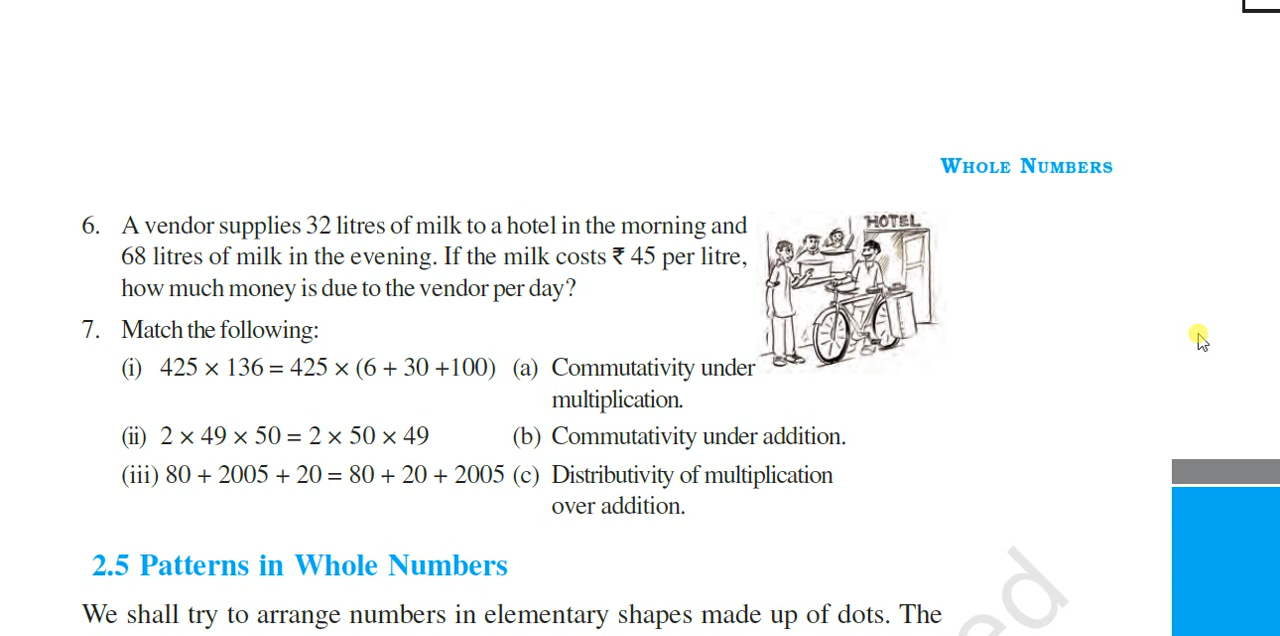 WHOLE NUMBERS
6. A vendor supplies 32 litres of milk to a hotel in the morning and
68 litres of milk in the evening. If the milk costs ₹ 45 per litre,
how much money is due to the vendor per day?
HOTEL
7. Match the following:
(i) 425 × 136 = 425 × (6 + 30 +100) (a) Commutativity under
multiplication.
(ii) 2 × 49 × 50 = 2 × 50 × 49 (b) Commutativity under addition.
(iii) 80 + 2005 + 20 = 80 + 20 + 2005 (c) Distributivity of multiplication
over addition.
2.5 Patterns in Whole Numbers
We shall try to arrange numbers in elementary shapes made up of dots. The
ed